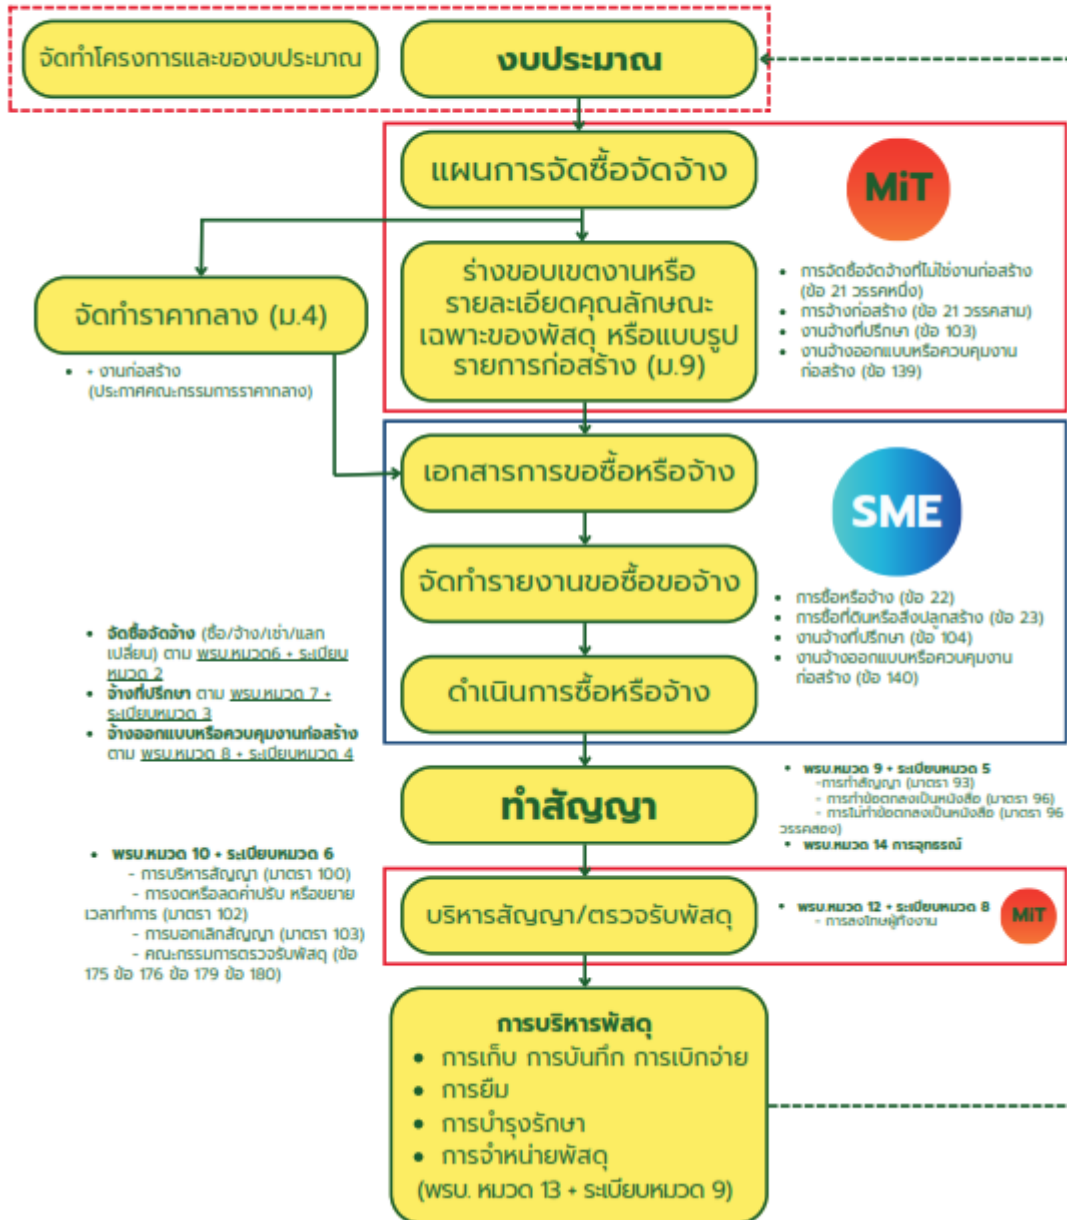 จัดทำโครงการและของบประมาณ
งบประมาณ
แผนการจัดซื้อจัดจ้าง
MiT
ร่างขอบเขตงานหรือ
รายละเอียดคุณลักษณะ
เฉพาะของพัสดุ หรือแบบรูป
รายการก่อสร้าง (ม.9)
• การจัดซื้อจัดจ้างที่ไม่ใช่งานก่อสร้าง
(ข้อ 21 วรรคหนึ่ง)
• การจ้างก่อสร้าง (ข้อ 21 วรรคสาม)
• งานจ้างที่ปรึกษา (ข้อ 103)
• งานจ้างออกแบบหรือควบคุมงาน
ก่อสร้าง (ข้อ 139)
จัดทำราคากลาง (ม.4)
• + งานก่อสร้าง
(ประกาศคณะกรรมการราคากลาง)
เอกสารการขอซื้อหรือจ้าง
SME
จัดทำรายงานขอซื้อขอจ้าง
• การซื้อหรือจ้าง (ข้อ 22)
• การซื้อที่ดินหรือสิ่งปลูกสร้าง (ข้อ 23)
• งานจ้างที่ปรึกษา (ข้อ 104)
• งานจ้างออกแบบหรือควบคุมงาน
ก่อสร้าง (ข้อ 140)
• จัดซื้อจัดจ้าง (ซื้อ/จ้าง/เช่า/แลก
เปลี่ยน) ตาม พรบ.หมวด6 + ระเบียบ
หมวด 2
• จ้างที่ปรึกษา ตาม พรบ.หมวด 7 +
ระเบียบหมวด 3
• จ้างออกแบบหรือควบคุมงานก่อสร้าง
ตาม พรบ.หมวด 8 + ระเบียบหมวด 4
ดำเนินการซื้อหรือจ้าง
ทำสัญญา
• พรบ.หมวด 9 + ระเบียบหมวด 5
-การทำสัญญา (มาตรา 93)
- การทำข้อตกลงเป็นหนังสือ (มาตรา 96)
- การไม่ทำข้อตกลงเป็นหนังสือ (มาตรา 96
วรรคสอง)
• พรบ.หมวด 14 การอุทธรณ์
• พรบ.หมวด 10 + ระเบียบหมวด 6
- การบริหารสัญญา (มาตรา 100)
- การงดหรือลดค่าปรับ หรือขยาย
เวลาทำการ (มาตรา 102)
- การบอกเลิกสัญญา (มาตรา 103)
- คณะกรรมการตรวจรับพัสดุ (ข้อ
175 ข้อ 176 ข้อ 179 ข้อ 180)
บริหารสัญญา/ตรวจรับพัสดุ
• พรบ.หมวด 12 + ระเบียบหมวด 8
- การลงโทษผู้ทิ้งงาน
MiT
การบริหารพัสดุ
• การเก็บ การบันทึก การเบิกจ่าย
• การยืม
• การบำรุงรักษา
• การจำหน่ายพัสดุ
(พรบ. หมวด 13 + ระเบียบหมวด 9)